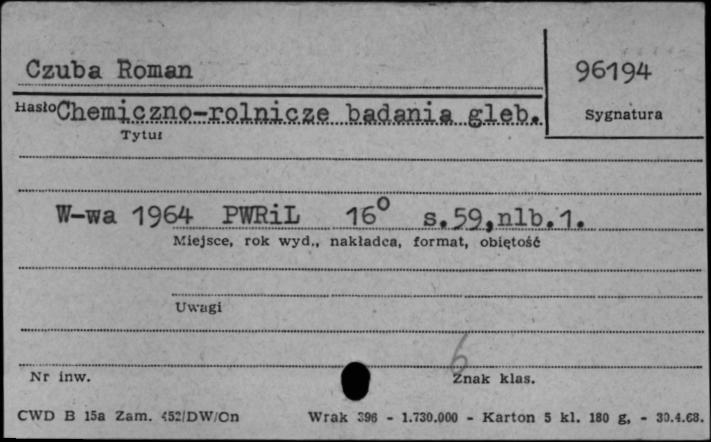 Czuba Roman
96194
Hasło Chemiczno-rolnicze badania gleb.
Sygnatura
Tytuł
W-wa 1964 PWRiL 16° s.59,nlb.1.
Miejsce, rok wyd., nakładca, format, obiętość
Uwagi
6
Nr inw.
Znak klas.
CWD B 15a Zam. 452/DW/On Wrak 396 - 1.730.000 - Karton 5 kl. 180 g. - 30.4.68.